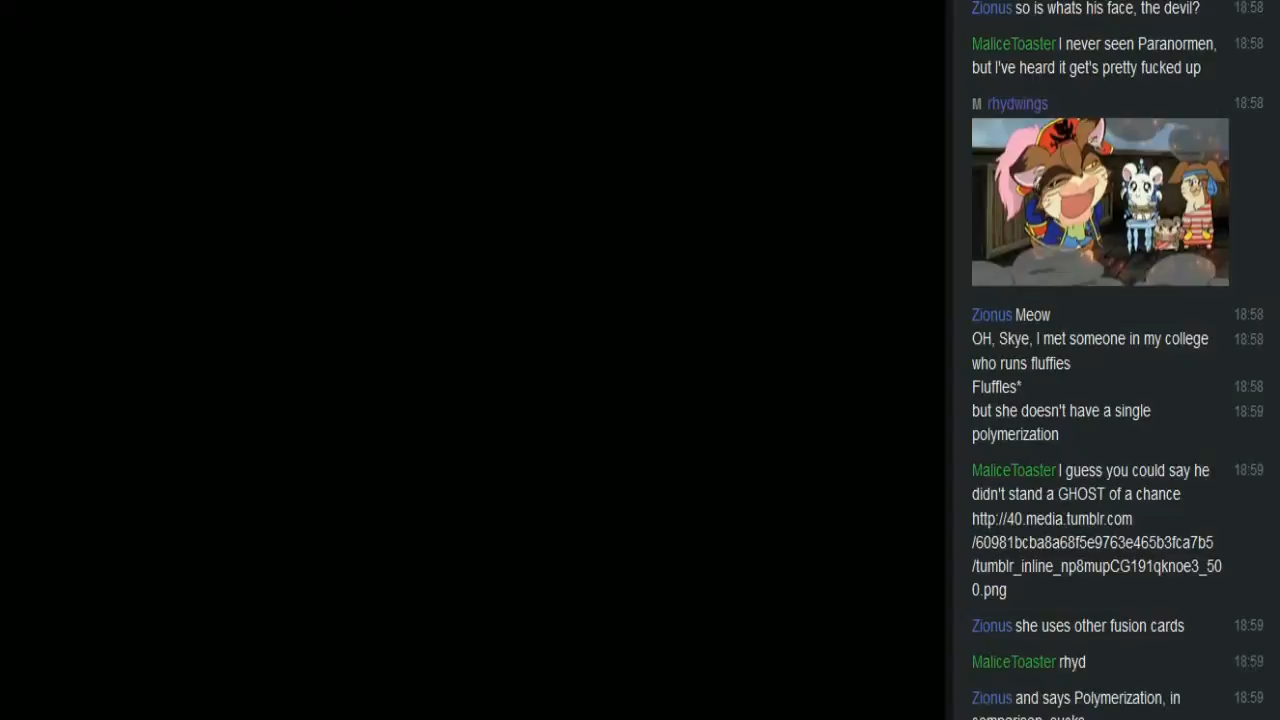 Zionus so is whats his face, the devil? 18:58
MaliceToaster I never seen Paranormen, 18:58
but I've heard it get's pretty fucked up
M rhydwings 18:58
Zionus Meow 18:58
OH, Skye, I met someone in my college 18:58
who runs fluffies
Fluffles* 18:58
but she doesn't have a single 18:59
polymerization
MaliceToaster I guess you could say he 18:59
didn't stand a GHOST of a chance
http://40.media.tumblr.com
/60981bcba8a68f5e9763e465b3fca7b5
/tumblr_inline_np8mupCG191qknoe3_50
0.png
Zionus she uses other fusion cards 18:59
MaliceToaster rhyd 18:59
Zionus and says Polymerization, in 18:59
comparison, sucks